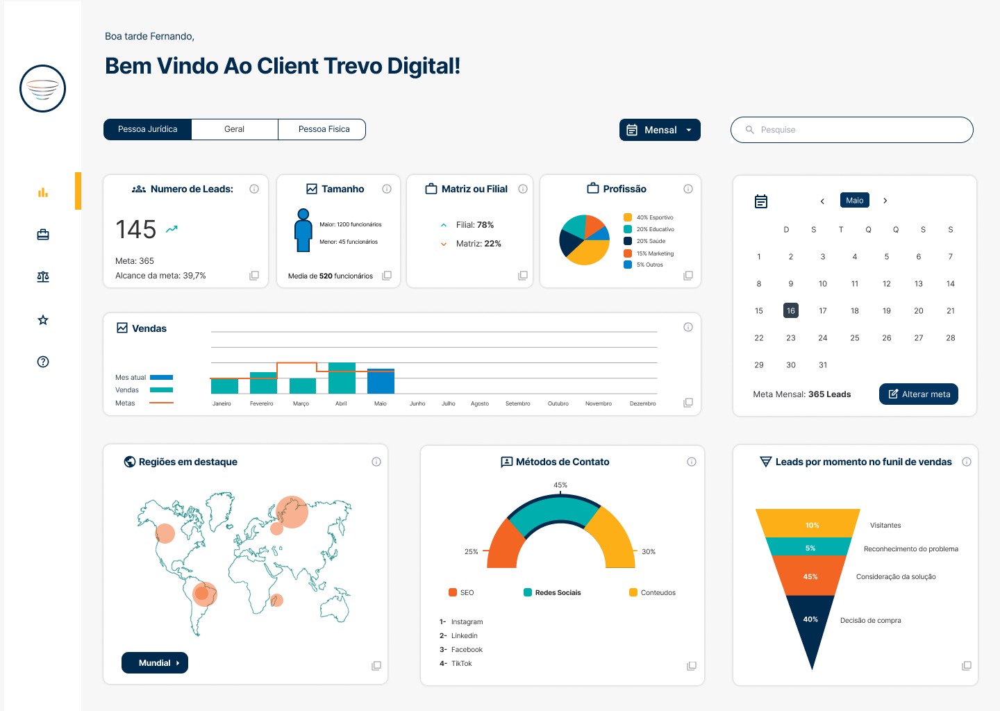 Boa tarde Fernando,
Bem Vindo Ao Client Trevo Digital!
Pessoa Jurídica
Geral
Pessoa Fisica
Mensal
Pesquise
Numero de Leads:
145
Meta: 365
Alcance da meta: 39,7%
Tamanho
Maior: 1200 funcionários
Menor: 45 funcionários
Media de 520 funcionários
Matriz ou Filial
Filial: 78%
Matriz: 22%
Profissão
40% Esportivo
20% Educativo
20% Saúde
15% Marketing
5% Outros
Maio
D S T Q Q S S
1 2 3 4 5 6 7
8 9 10 11 12 13 14
15 16 17 18 19 20 21
22 23 24 25 26 27 28
29 30 31
Meta Mensal: 365 Leads
Alterar meta
Vendas
Mes atual
Vendas
Metas
Janeiro Fevereiro Março Abril Maio Junho Julho Agosto Setembro Outubro Novembro Dezembro
Regiões em destaque
Mundial
Métodos de Contato
45%
25%
30%
SEO
Redes Sociais
Conteudos
1- Instagram
2- Linkedin
3- Facebook
4- TikTok
Leads por momento no funil de vendas
10% Visitantes
5% Reconhecimento do problema
45% Consideração da solução
40% Decisão de compra